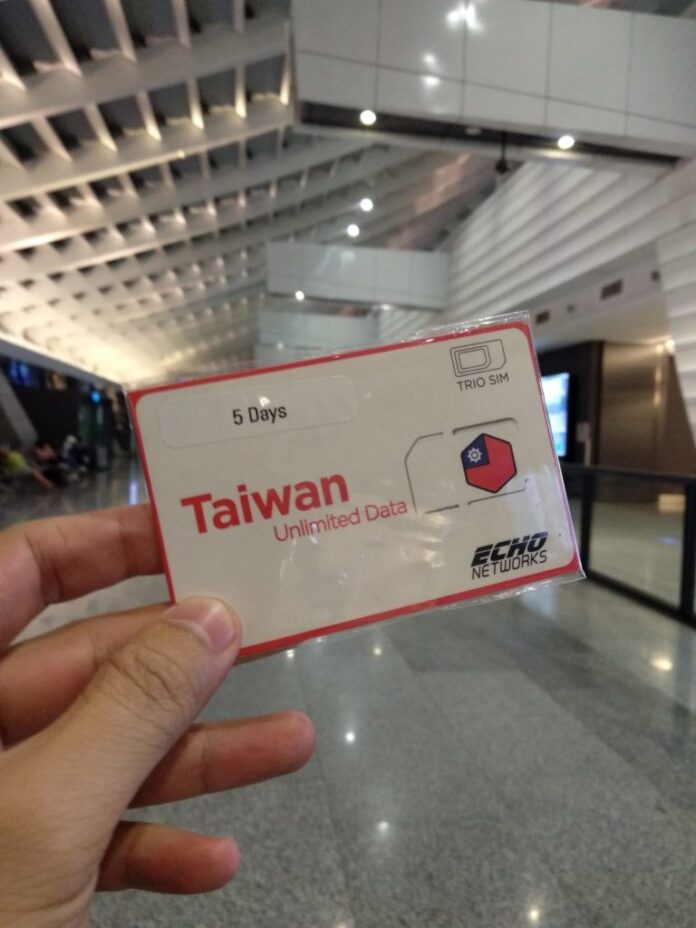 5 Days
TRIO SIM
Taiwan
Unlimited Data
ECHO
NETWORKS